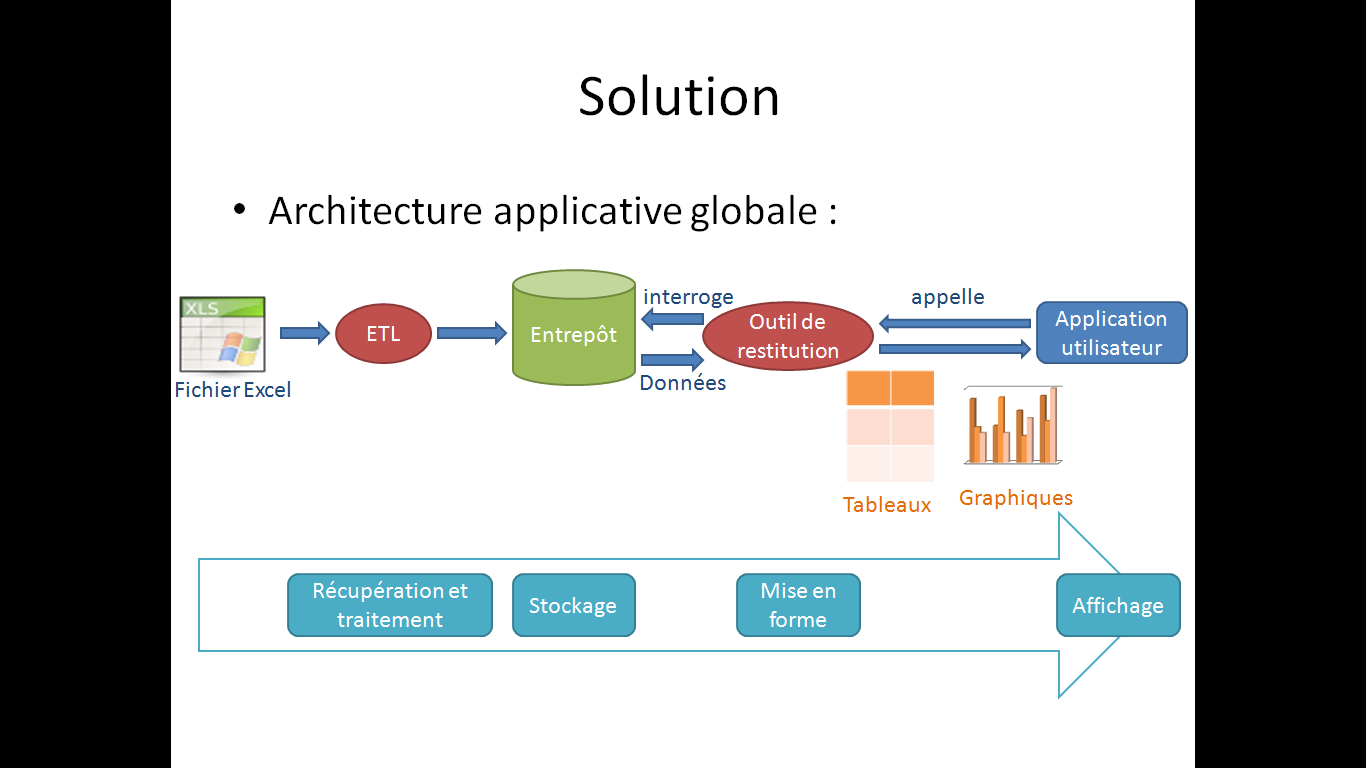 Solution
• Architecture applicative globale :
XLS
Fichier Excel
ETL
Entrepôt
interroge
Données
Outil de
restitution
appelle
Application
utilisateur
Tableaux
Graphiques
Récupération et
traitement
Stockage
Mise en
forme
Affichage